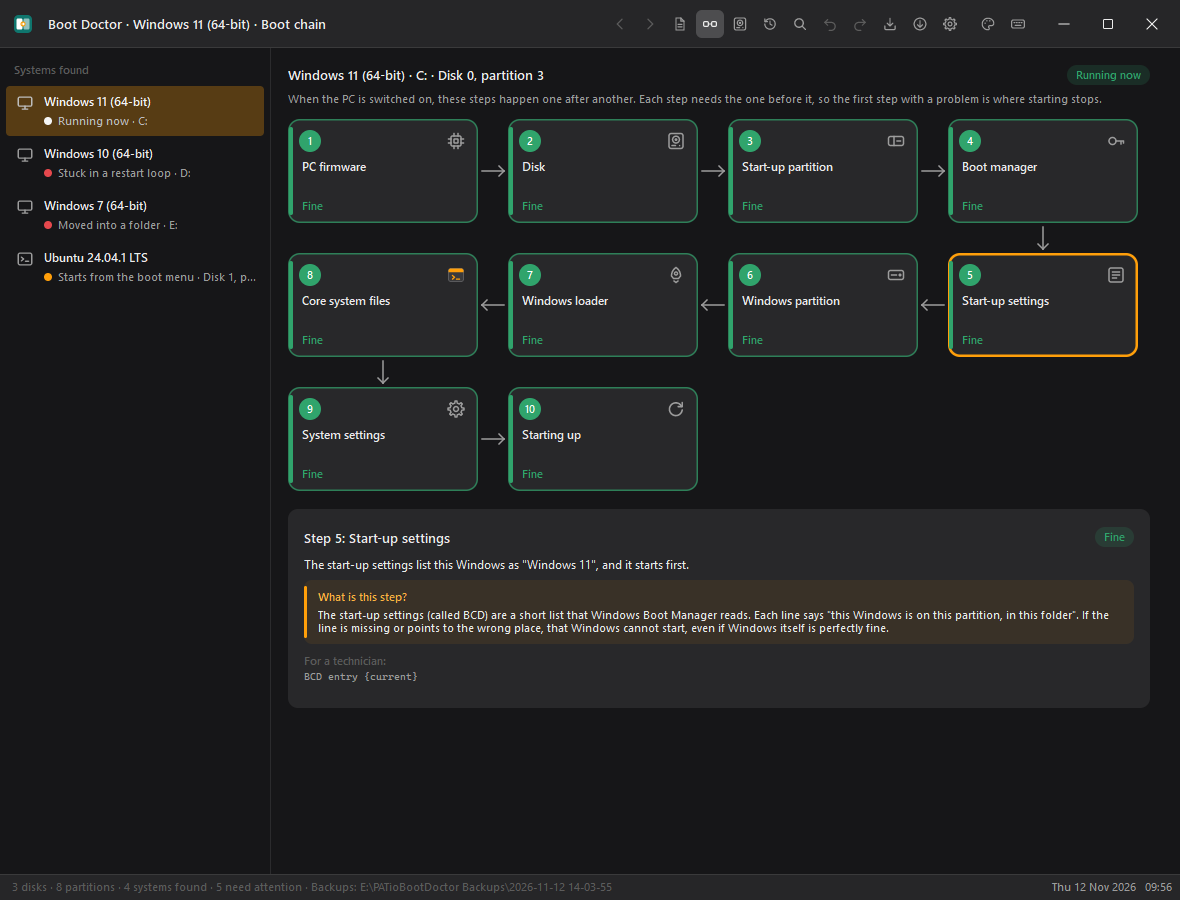 Boot Doctor · Windows 11 (64-bit) · Boot chain
Systems found
Windows 11 (64-bit)
Running now · C:
Windows 10 (64-bit)
Stuck in a restart loop · D:
Windows 7 (64-bit)
Moved into a folder · E:
Ubuntu 24.04.1 LTS
Starts from the boot menu · Disk 1, p...
Windows 11 (64-bit) · C: · Disk 0, partition 3
Running now
When the PC is switched on, these steps happen one after another. Each step needs the one before it, so the first step with a problem is where starting stops.
1
PC firmware
Fine
2
Disk
Fine
3
Start-up partition
Fine
4
Boot manager
Fine
8
Core system files
Fine
7
Windows loader
Fine
6
Windows partition
Fine
5
Start-up settings
Fine
9
System settings
Fine
10
Starting up
Fine
Step 5: Start-up settings
Fine
The start-up settings list this Windows as "Windows 11", and it starts first.
What is this step?
The start-up settings (called BCD) are a short list that Windows Boot Manager reads. Each line says "this Windows is on this partition, in this folder". If the
line is missing or points to the wrong place, that Windows cannot start, even if Windows itself is perfectly fine.
For a technician:
BCD entry {current}
3 disks · 8 partitions · 4 systems found · 5 need attention · Backups: E:\PATioBootDoctor Backups\2026-11-12 14-03-55
Thu 12 Nov 2026 09:56